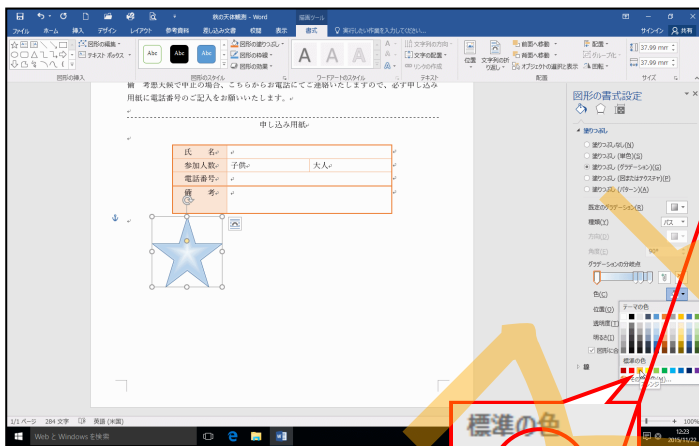 秋の天体観測 - Word
描画ツール
ファイル ホーム 挿入 デザイン レイアウト 参考資料 差し込み文書 校閲 表示 書式 実行したい作業を入力してください...
サインイン 共有
図形の編集
テキスト ボックス
Abc Abc Abc
図形の塗りつぶし
図形の枠線
図形の効果
A A A
文字列の方向
文字の配置
リンクの作成
位置 文字列の折り返し
前面へ移動
背面へ移動
オブジェクトの選択と表示
配置
グループ化
回転
37.99 mm
37.99 mm
図形の挿入 図形のスタイル ワードアートのスタイル テキスト 配置 サイズ
備 考悪天候で中止の場合、こちらからお電話にてご連絡いたしますので、必ず申し込み
用紙に電話番号のご記入をお願いいたします。
申し込み用紙
氏 名
参加人数 子供 大人
電話番号
備 考
図形の書式設定
塗りつぶし
塗りつぶしなし(N)
塗りつぶし (単色)(S)
塗りつぶし (グラデーション)(G)
塗りつぶし (図またはテクスチャ)(P)
塗りつぶし (パターン)(A)
既定のグラデーション(R)
種類(Y) パス
方向(D)
角度(E) 90°
グラデーションの分岐点
色(C)
位置(O)
透明度(T)
明るさ(I)
図形に合
線
テーマの色
標準の色
標準の色
1/1 ページ 284 文字 英語 (米国)
100%
Web と Windows を検索
12:23
2015/11/22